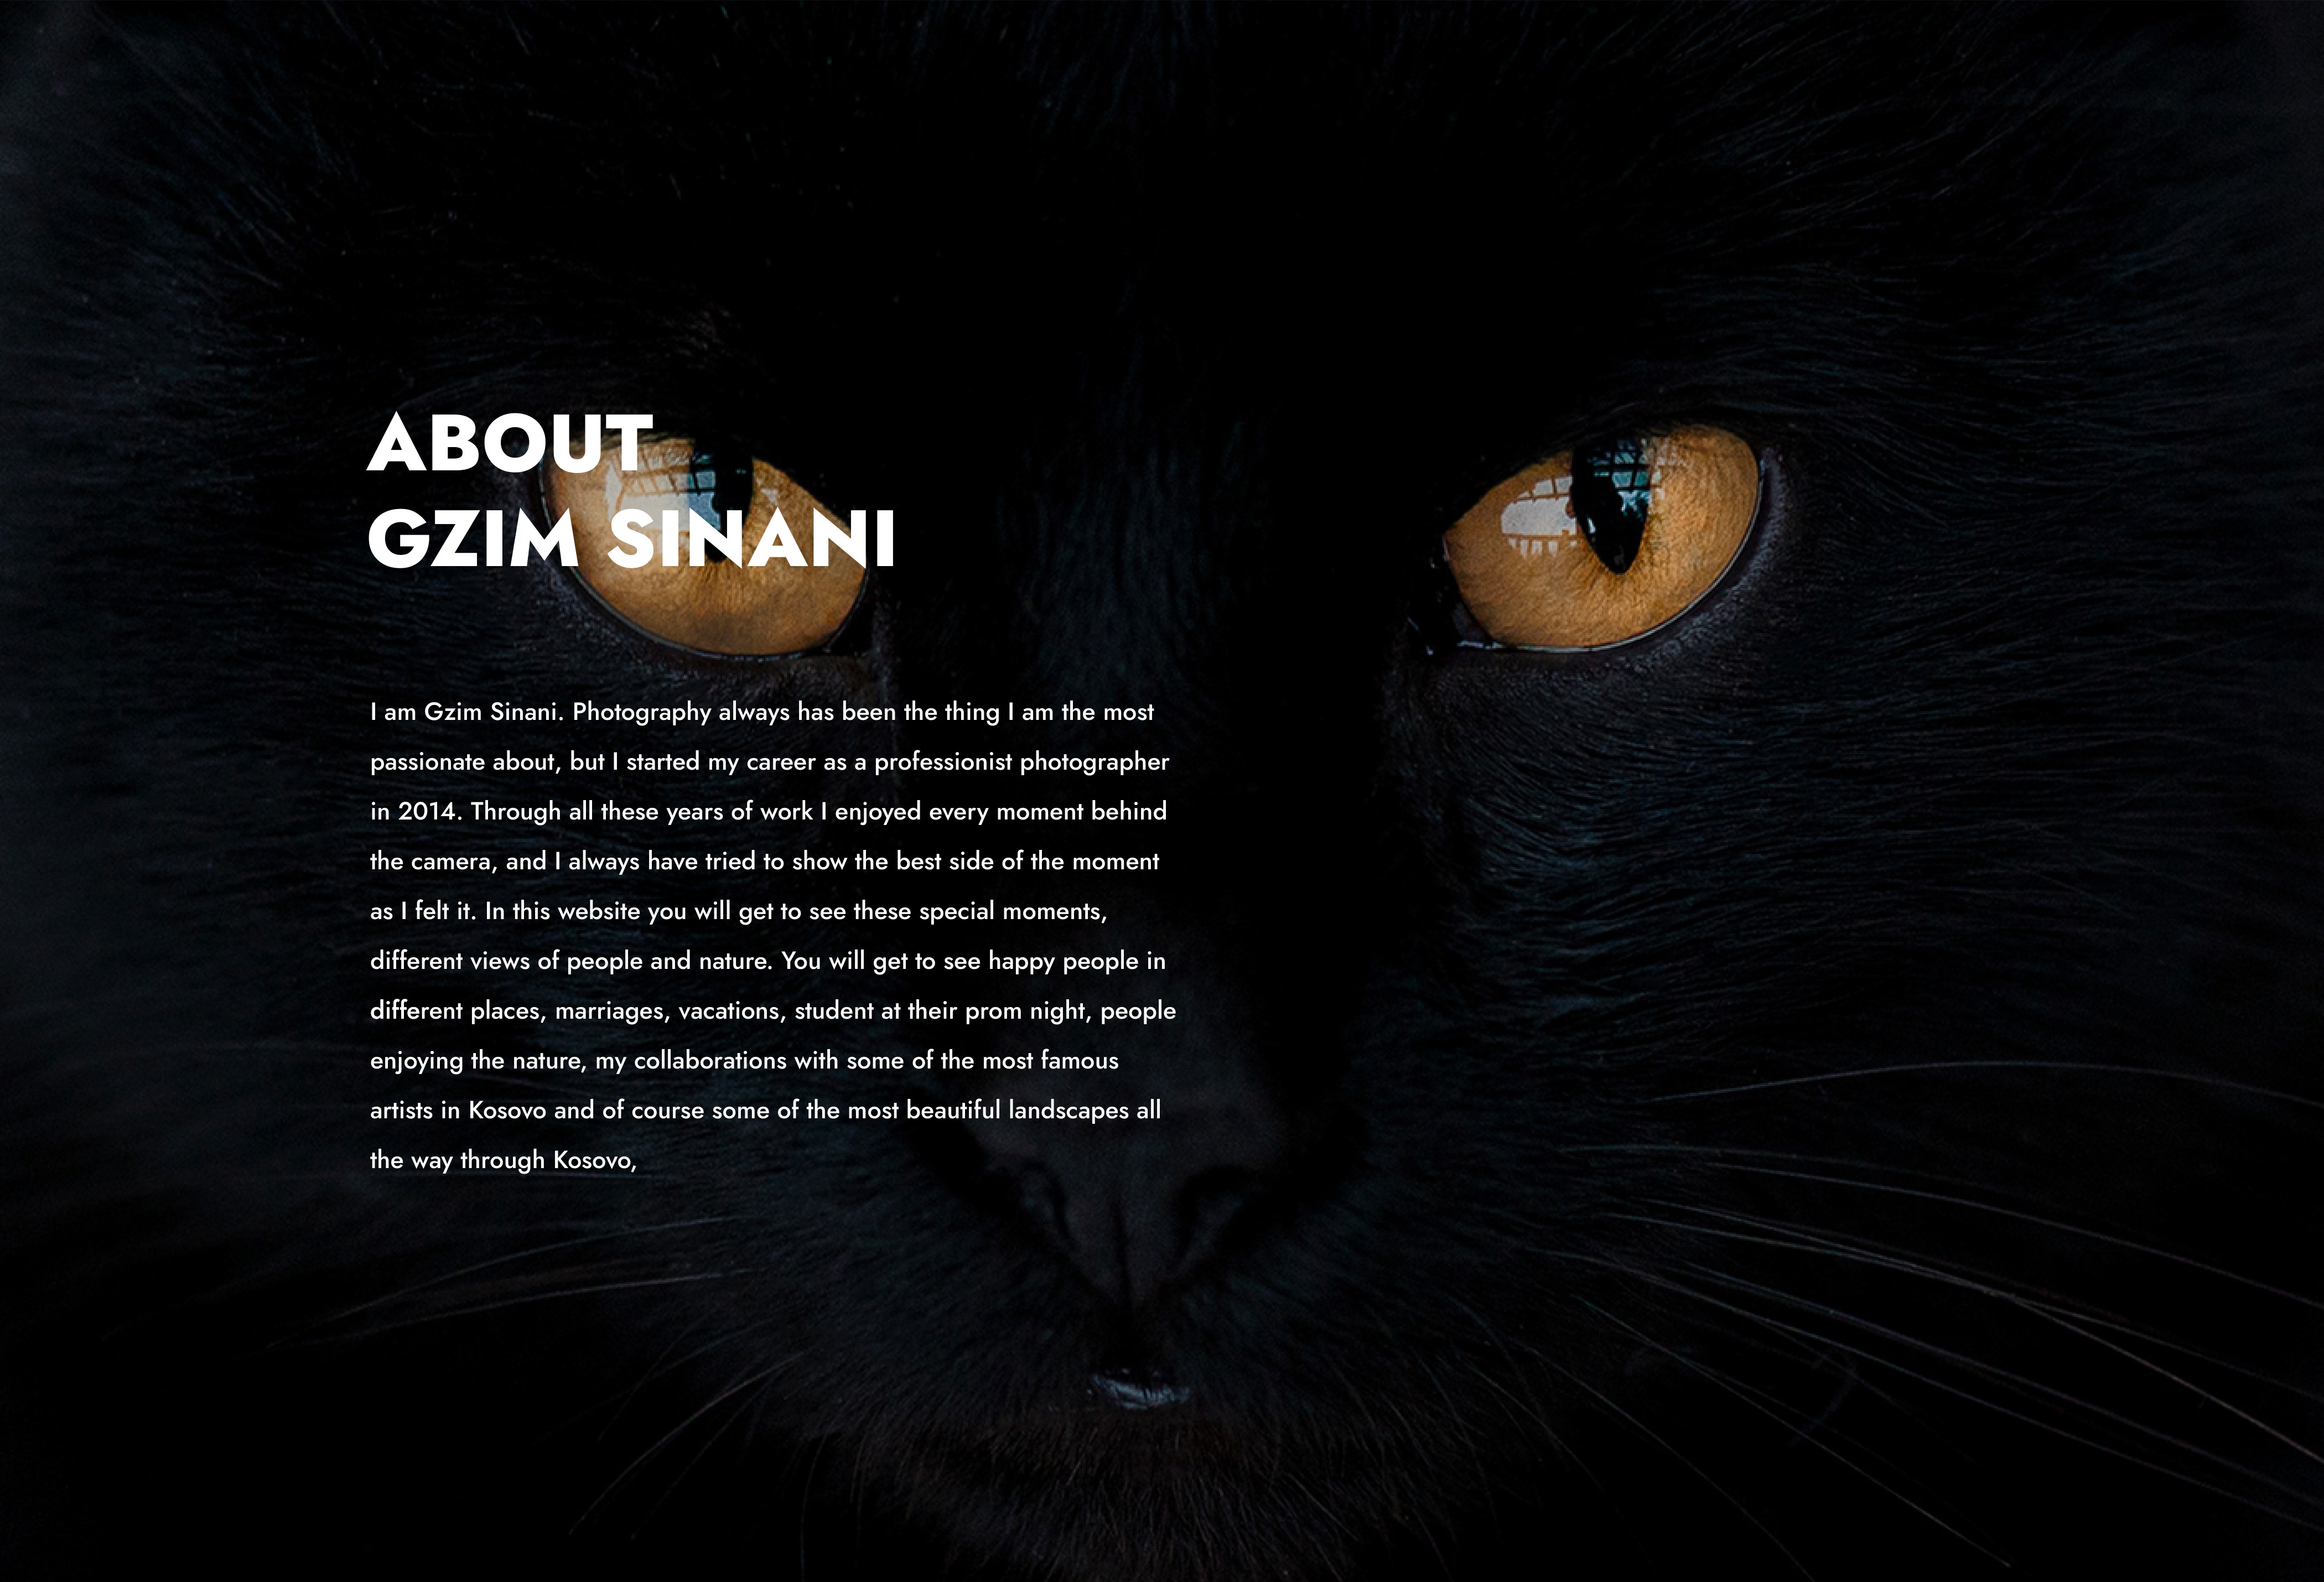 ABOUT
GZIM SINANI
I am Gzim Sinani. Photography always has been the thing I am the most
passionate about, but I started my career as a professionist photographer
in 2014. Through all these years of work I enjoyed every moment behind
the camera, and I always have tried to show the best side of the moment
as I felt it. In this website you will get to see these special moments,
different views of people and nature. You will get to see happy people in
different places, marriages, vacations, student at their prom night, people
enjoying the nature, my collaborations with some of the most famous
artists in Kosovo and of course some of the most beautiful landscapes all
the way through Kosovo,